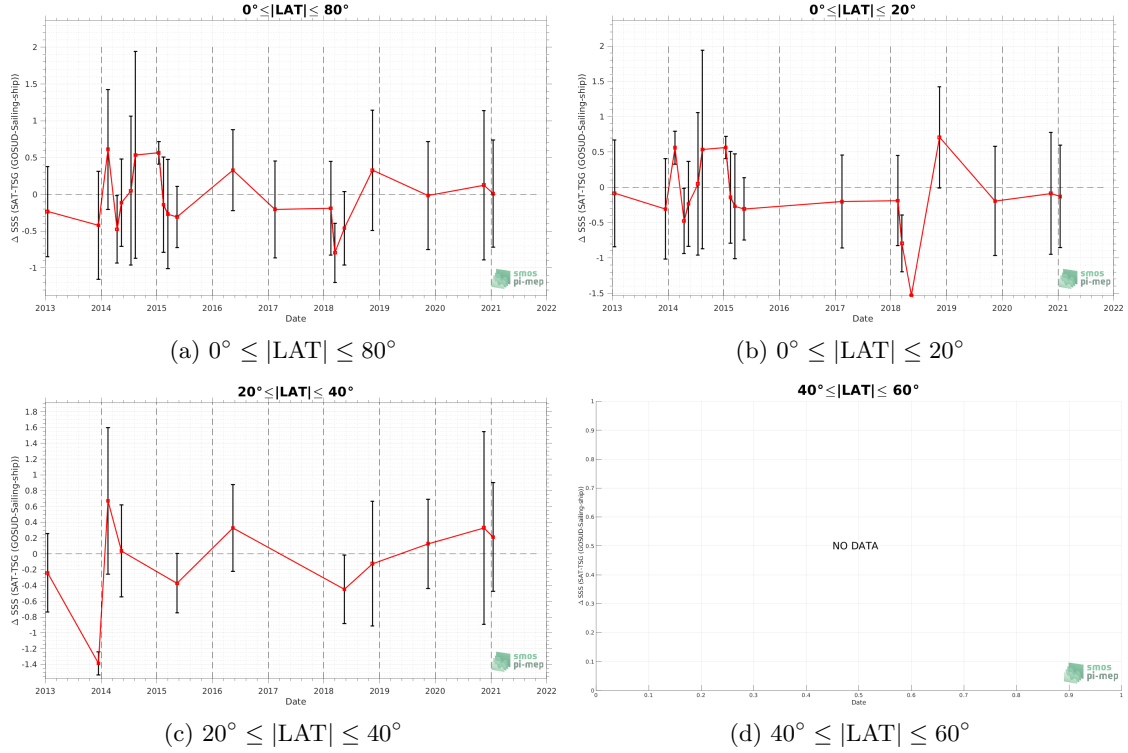 0°≤|LAT|≤ 80°
Δ SSS (SAT-TSG (GOSUD-Sailing-ship))
2
1.5
1
0.5
0
-0.5
-1
2013 2014 2015 2016 2017 2018 2019 2020 2021 2022
Date
smos
pi-mep
(a) 0° ≤ |LAT| ≤ 80°
0°≤|LAT|≤ 20°
Δ SSS (SAT-TSG (GOSUD-Sailing-ship))
2
1.5
1
0.5
0
-0.5
-1
-1.5
2013 2014 2015 2016 2017 2018 2019 2020 2021 2022
Date
smos
pi-mep
(b) 0° ≤ |LAT| ≤ 20°
20°≤|LAT|≤ 40°
Δ SSS (SAT-TSG (GOSUD-Sailing-ship))
1.8
1.6
1.4
1.2
1
0.8
0.6
0.4
0.2
0
-0.2
-0.4
-0.6
-0.8
-1
-1.2
-1.4
2013 2014 2015 2016 2017 2018 2019 2020 2021 2022
Date
smos
pi-mep
(c) 20° ≤ |LAT| ≤ 40°
40°≤|LAT|≤ 60°
Δ SSS (SAT-TSG (GOSUD-Sailing-ship))
1
0.9
0.8
0.7
0.6
0.5
0.4
0.3
0.2
0.1
0
NO DATA
0 0.1 0.2 0.3 0.4 0.5 0.6 0.7 0.8 0.9 1
Date
smos
pi-mep
(d) 40° ≤ |LAT| ≤ 60°